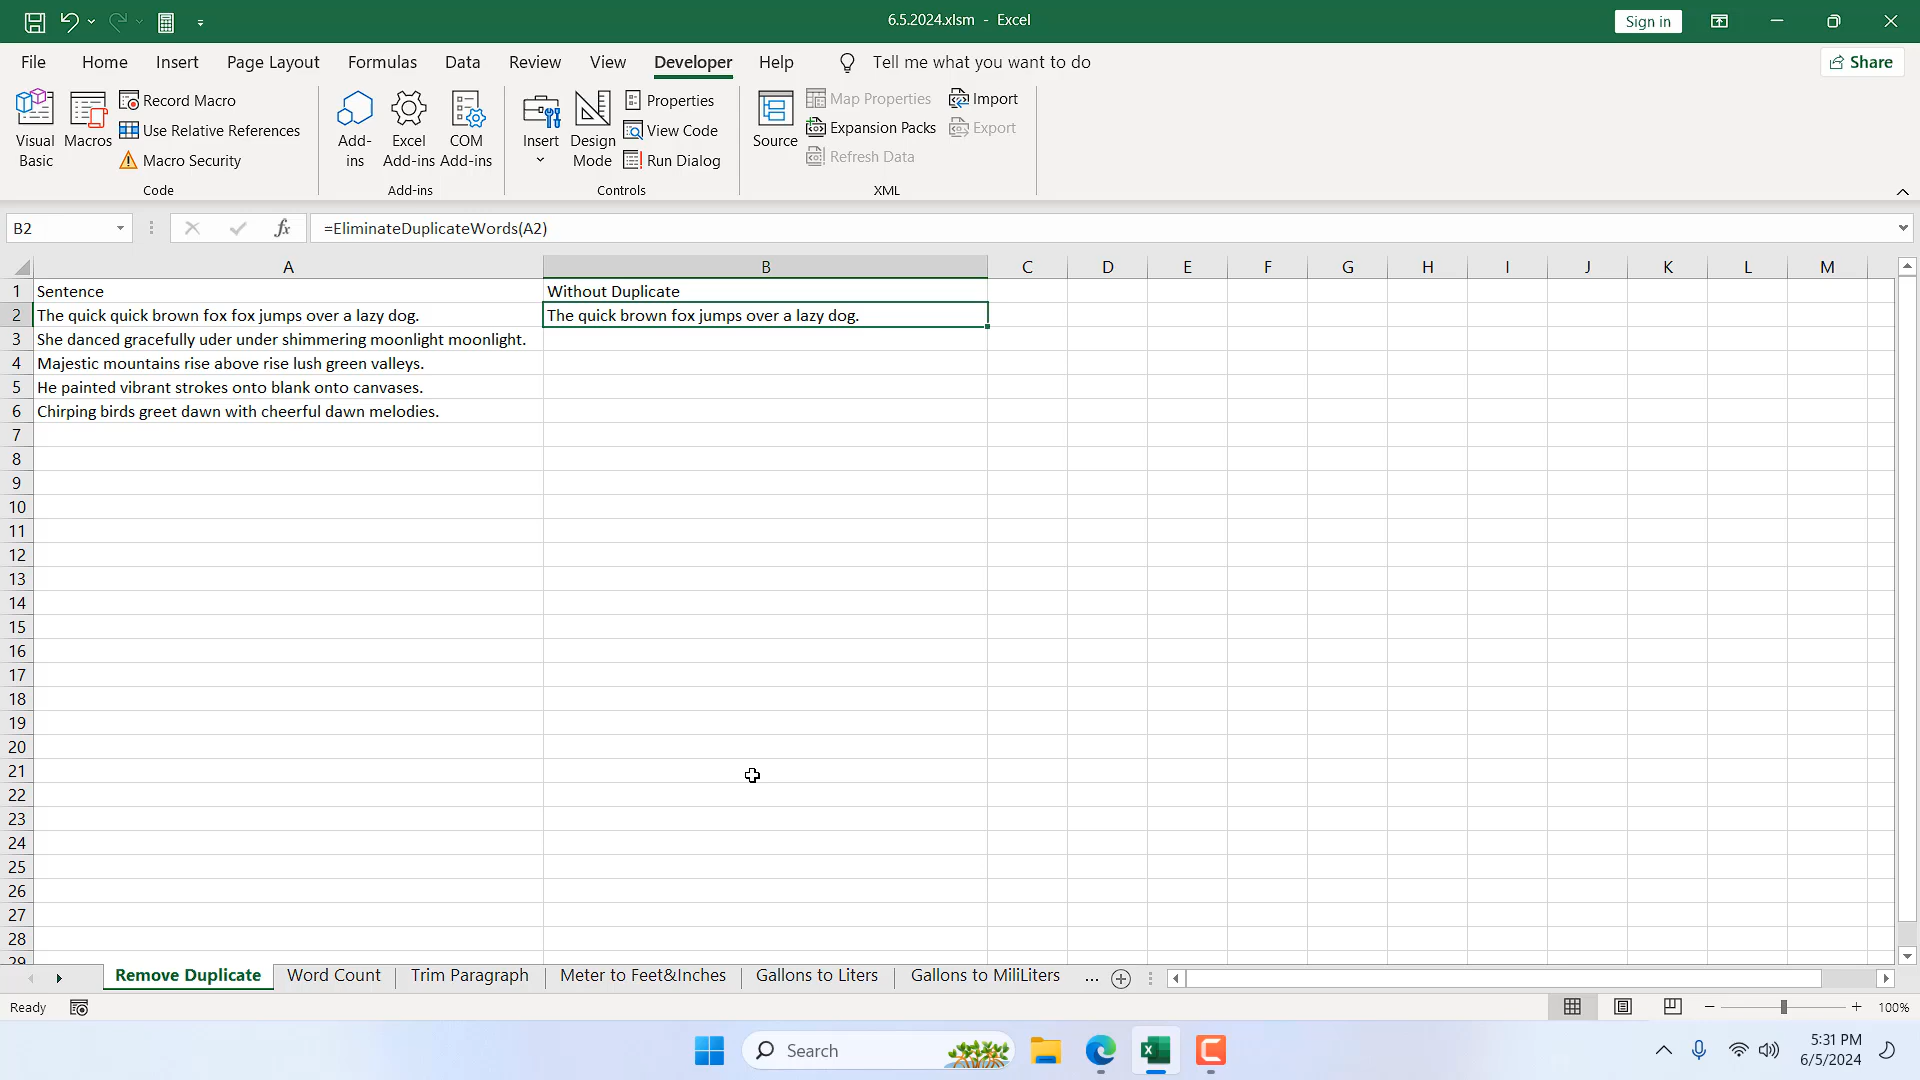 6.5.2024.xlsm - Excel
Sign in
File Home Insert Page Layout Formulas Data Review View Developer Help Tell me what you want to do Share
Visual Basic
Macros
Record Macro
Use Relative References
Macro Security
Code
Add-ins
Excel Add-ins
COM Add-ins
Add-ins
Insert
Design Mode
Properties
View Code
Run Dialog
Controls
Source
Map Properties
Expansion Packs
Refresh Data
Import
Export
XML
B2 fx =EliminateDuplicateWords(A2)
A B C D E F G H I J K L M
1 Sentence Without Duplicate
2 The quick quick brown fox fox jumps over a lazy dog. The quick brown fox jumps over a lazy dog.
3 She danced gracefully uder under shimmering moonlight moonlight.
4 Majestic mountains rise above rise lush green valleys.
5 He painted vibrant strokes onto blank onto canvases.
6 Chirping birds greet dawn with cheerful dawn melodies.
7
8
9
10
11
12
13
14
15
16
17
18
19
20
21
22
23
24
25
26
27
28
29
Remove Duplicate Word Count Trim Paragraph Meter to Feet&Inches Gallons to Liters Gallons to MiliLiters ...
Ready 100%
Search
5:31 PM
6/5/2024